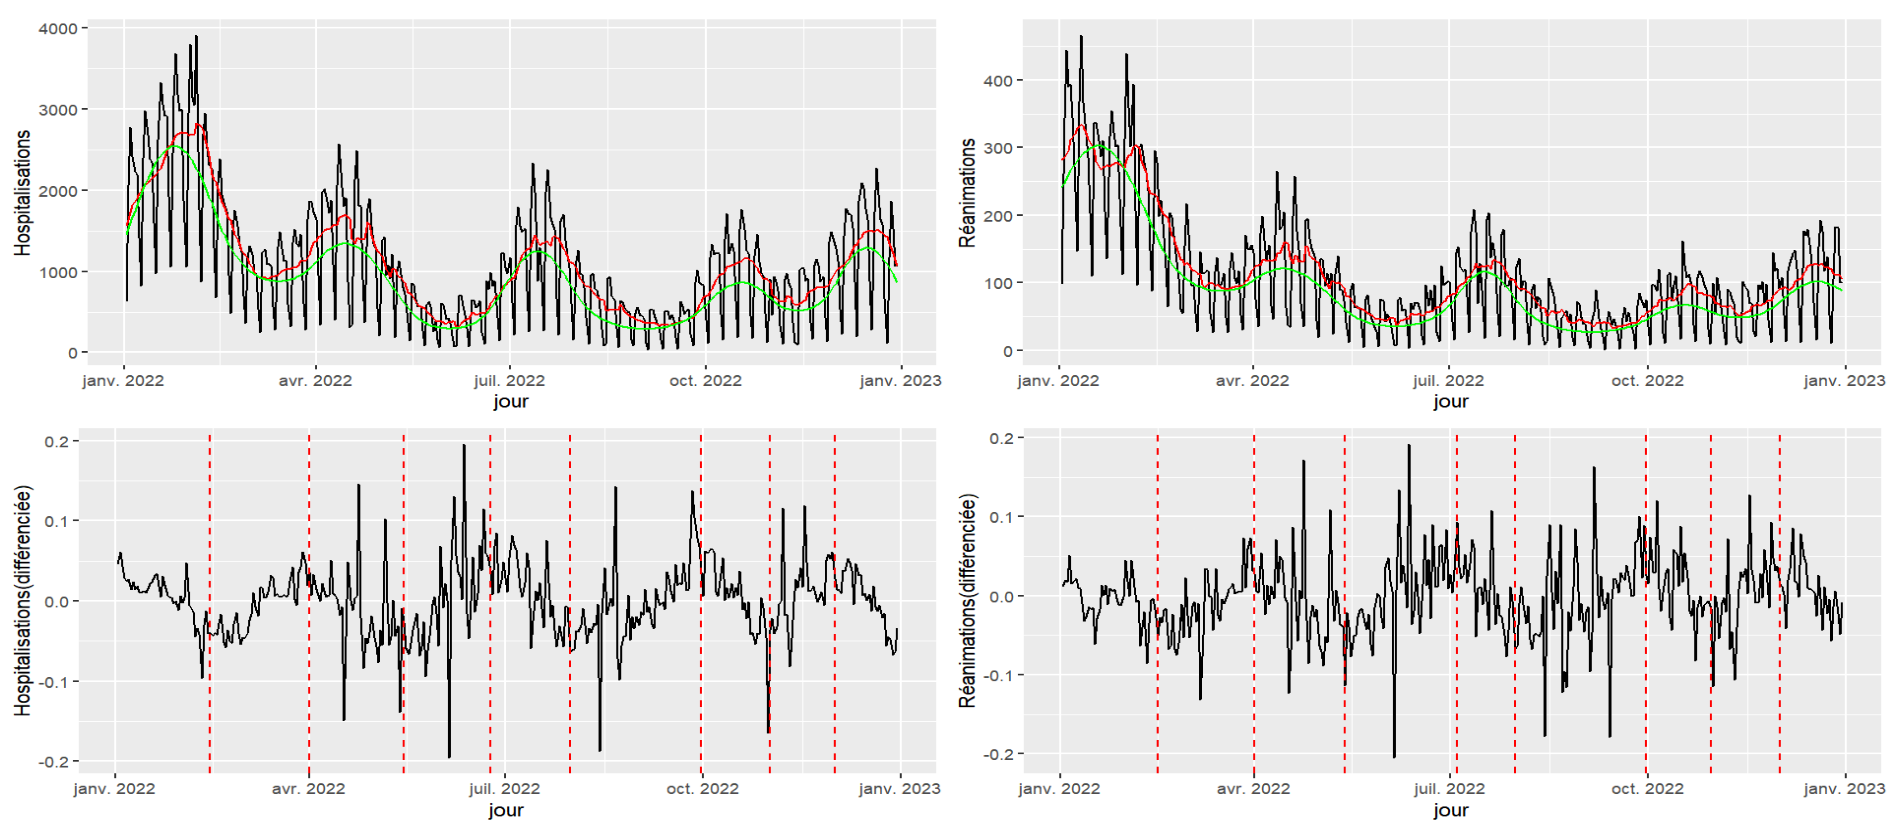 Hospitalisations
4000
3000
2000
1000
0
janv. 2022 avr. 2022 juil. 2022 oct. 2022 janv. 2023
jour
Réanimations
400
300
200
100
0
janv. 2022 avr. 2022 juil. 2022 oct. 2022 janv. 2023
jour
Hospitalisations(différenciée)
0.2
0.1
0.0
-0.1
-0.2
janv. 2022 avr. 2022 juil. 2022 oct. 2022 janv. 2023
jour
Réanimations(différenciée)
0.2
0.1
0.0
-0.1
-0.2
janv. 2022 avr. 2022 juil. 2022 oct. 2022 janv. 2023
jour